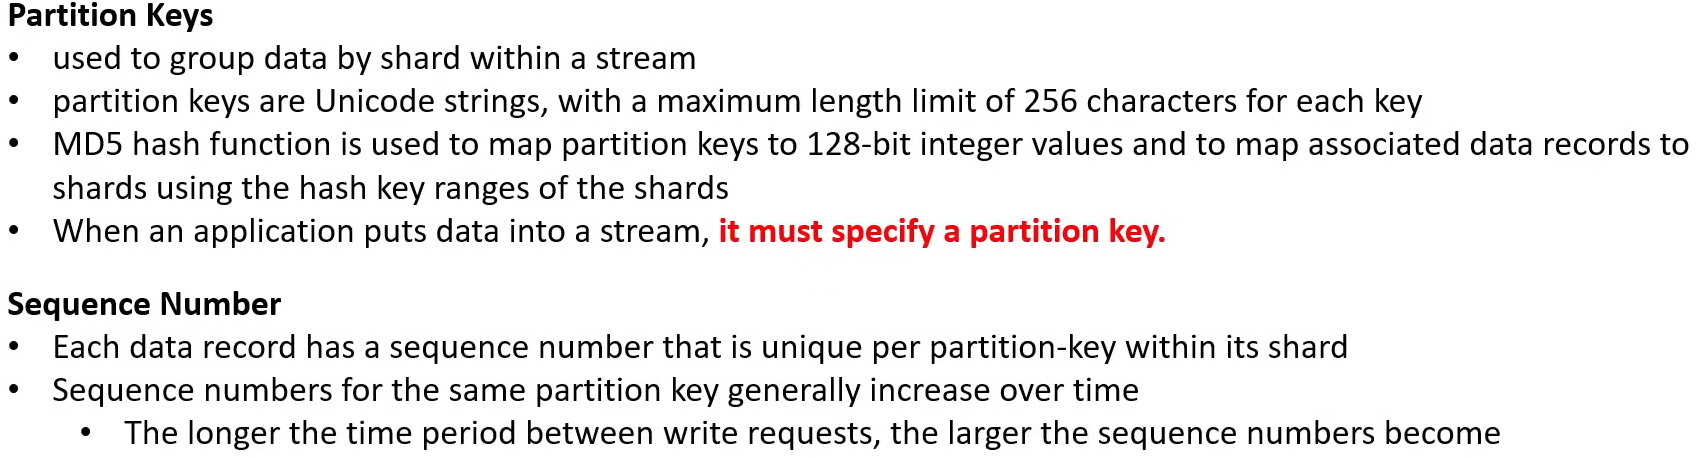 Partition Keys
• used to group data by shard within a stream
• partition keys are Unicode strings, with a maximum length limit of 256 characters for each key
• MD5 hash function is used to map partition keys to 128-bit integer values and to map associated data records to
shards using the hash key ranges of the shards
• When an application puts data into a stream, it must specify a partition key.
Sequence Number
• Each data record has a sequence number that is unique per partition-key within its shard
• Sequence numbers for the same partition key generally increase over time
• The longer the time period between write requests, the larger the sequence numbers become